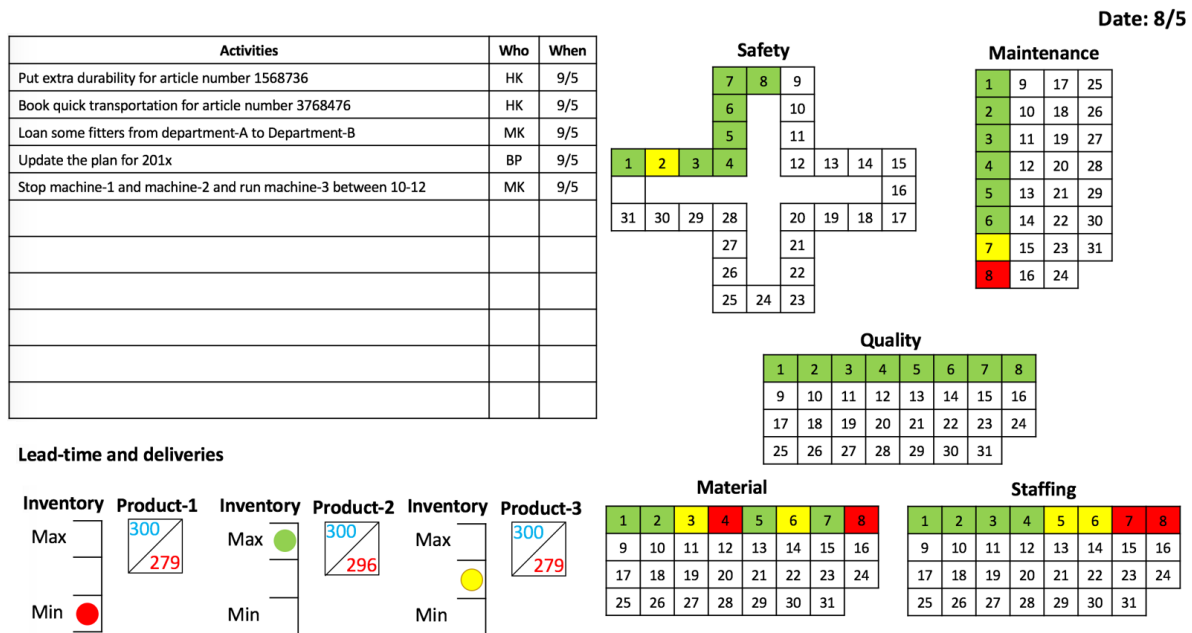 Date: 8/5
Activities Who When
Put extra durability for article number 1568736 HK 9/5
Book quick transportation for article number 3768476 HK 9/5
Loan some fitters from department-A to Department-B MK 9/5
Update the plan for 201x BP 9/5
Stop machine-1 and machine-2 and run machine-3 between 10-12 MK 9/5
Safety
7 8 9
6 10
5 11
1 2 3 4 12 13 14 15
16
31 30 29 28 20 19 18 17
27 21
26 22
25 24 23
Maintenance
1 9 17 25
2 10 18 26
3 11 19 27
4 12 20 28
5 13 21 29
6 14 22 30
7 15 23 31
8 16 24
Quality
1 2 3 4 5 6 7 8
9 10 11 12 13 14 15 16
17 18 19 20 21 22 23 24
25 26 27 28 29 30 31
Lead-time and deliveries
Inventory Product-1 Inventory Product-2 Inventory Product-3
Max 300 Max 300 Max 300
279 296 279
Min Min Min
Material
1 2 3 4 5 6 7 8
9 10 11 12 13 14 15 16
17 18 19 20 21 22 23 24
25 26 27 28 29 30 31
Staffing
1 2 3 4 5 6 7 8
9 10 11 12 13 14 15 16
17 18 19 20 21 22 23 24
25 26 27 28 29 30 31